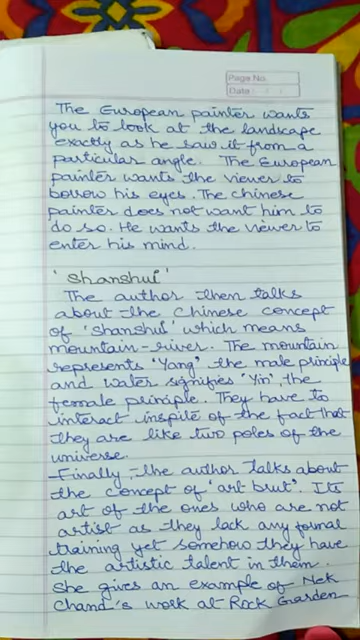 Page No.
Date
The European painter wants
you to look at the landscape
exactly as he saw it from a
particular angle. The European
painter wants the viewer to
borrow his eyes. The chinese
painter does not want him to
do so. He wants the viewer to
enter his mind.
'Shanshui'
The author then talks
about the Chinese concept
of 'Shanshui' which means
mountain-river. The mountain
represents 'Yang', the male principle
and water signifies 'Yin', the
female principle. They have to
interact inspite of the fact that
they are like two poles of the
universe.
Finally, the author talks about
the concept of 'art brut'. Its
art of the ones who are not
artist as they lack any formal
training yet somehow they have
the artistic talent in them.
She gives an example of Nek
Chand's work at Rock Garden